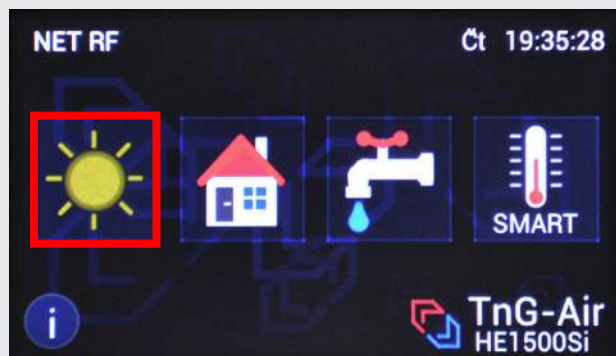 NET RF
Čt 19:35:28
SMART
i
TnG-Air
HE1500Si